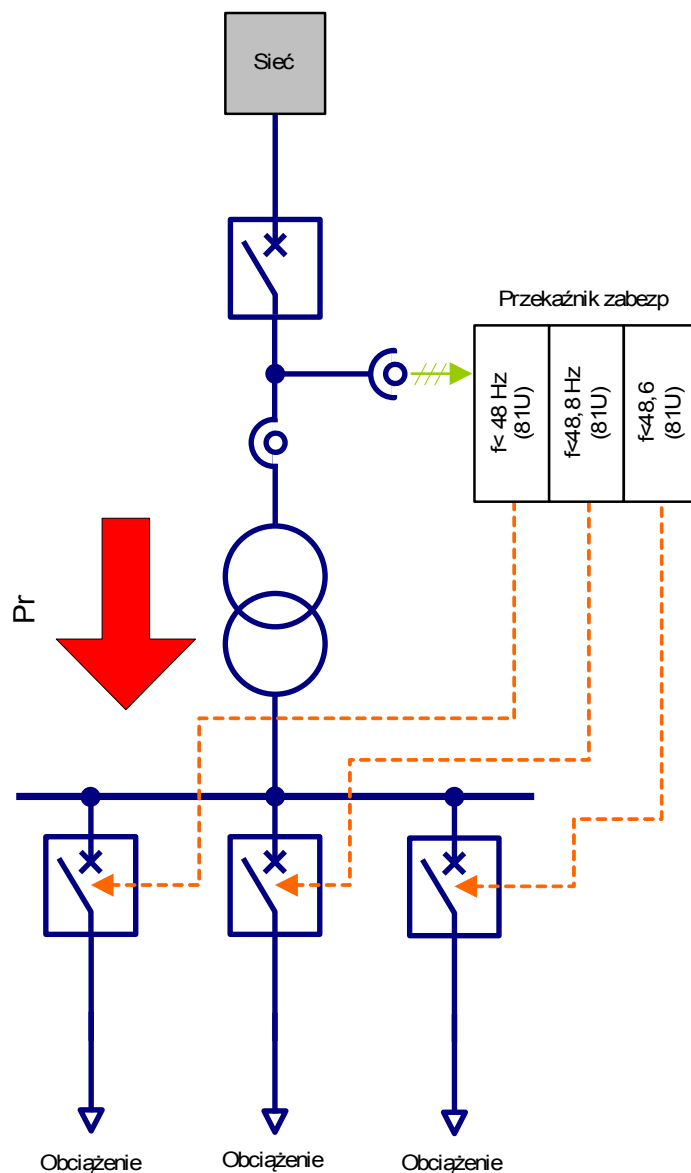 Sieć
Przekaźnik zabezp
f< 48 Hz
(81U)
f<48,8 Hz
(81U)
f<48,6
(81U)
Pr
Obciążenie
Obciążenie
Obciążenie